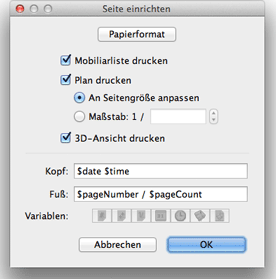 Seite einrichten
Papierformat
Mobiliarliste drucken
Plan drucken
An Seitengröße anpassen
Maßstab: 1 /
3D-Ansicht drucken
Kopf: $date $time
Fuß: $pageNumber / $pageCount
Variablen:
Abbrechen OK